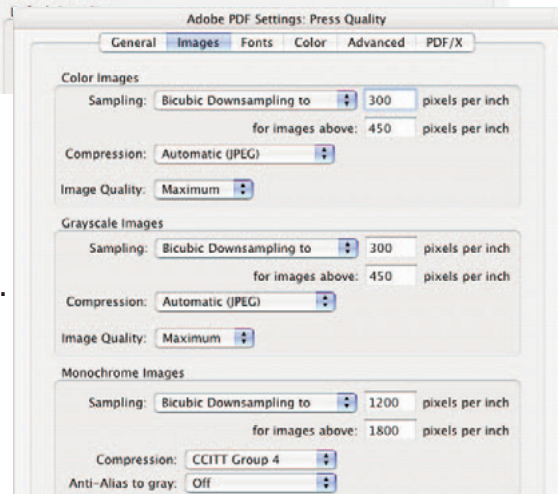 Adobe PDF Settings: Press Quality
General Images Fonts Color Advanced PDF/X
Color Images
Sampling: Bicubic Downsampling to 300 pixels per inch
for images above: 450 pixels per inch
Compression: Automatic (JPEG)
Image Quality: Maximum
Grayscale Images
Sampling: Bicubic Downsampling to 300 pixels per inch
for images above: 450 pixels per inch
Compression: Automatic (JPEG)
Image Quality: Maximum
Monochrome Images
Sampling: Bicubic Downsampling to 1200 pixels per inch
for images above: 1800 pixels per inch
Compression: CCITT Group 4
Anti-Alias to gray: Off